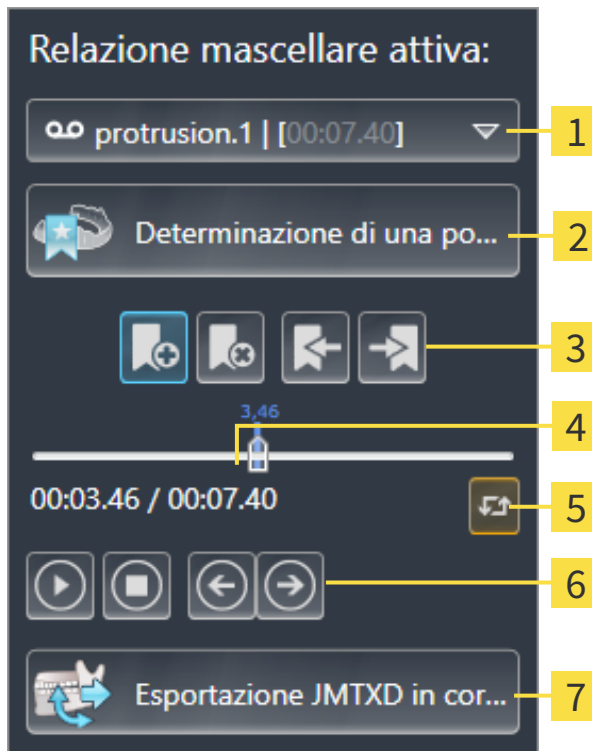 Relazione mascellare attiva:
protrusion.1 | [00:07.40] 1
Determinazione di una po... 2
3
3,46
4
00:03.46 / 00:07.40
5
6
Esportazione JMTXD in cor... 7